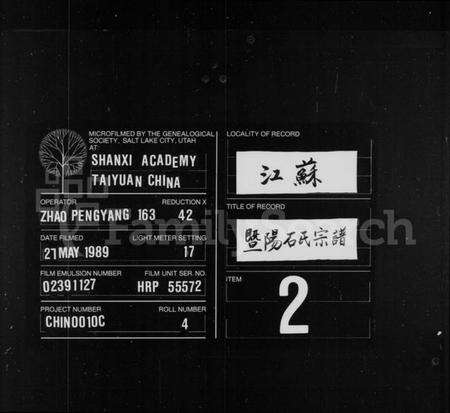 MICROFILMED BY THE GENEALOGICAL
SOCIETY, SALT LAKE CITY, UTAH
AT
SHANXI ACADEMY
TAIYUAN CHINA
OPERATOR REDUCTION X
ZHAO PENGYANG 163 42
DATE FILMED LIGHT METER SETTING
27 MAY 1989 17
FILM EMULSION NUMBER FILM UNIT SER. NO.
02391127 HRP 55572
PROJECT NUMBER ROLL NUMBER
CHIN0010C 4
LOCALITY OF RECORD
江蘇
TITLE OF RECORD
暨陽石氏宗譜
ITEM
2
FamilySearch